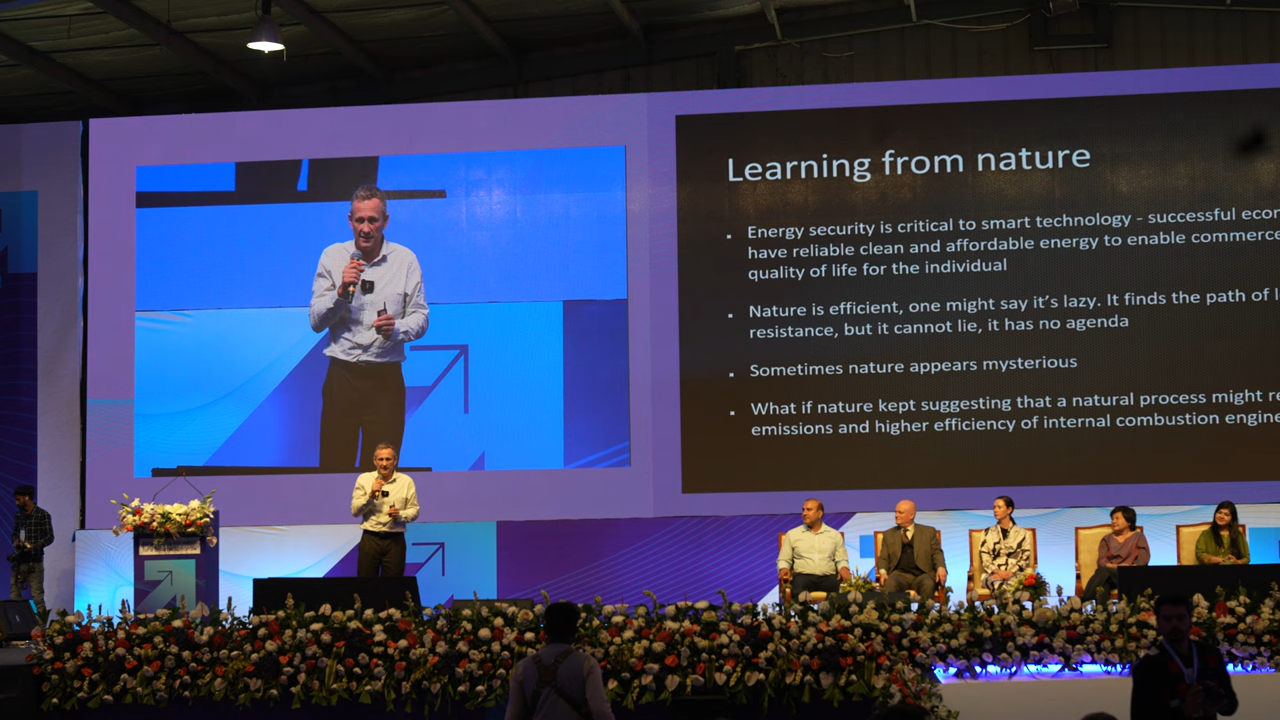 Learning from nature
▪ Energy security is critical to smart technology - successful
have reliable clean and affordable energy to enable commerce
quality of life for the individual
▪ Nature is efficient, one might say it's lazy. It finds the path of
resistance, but it cannot lie, it has no agenda
▪ Sometimes nature appears mysterious
▪ What if nature kept suggesting that a natural process might
emissions and higher efficiency of internal combustion engine